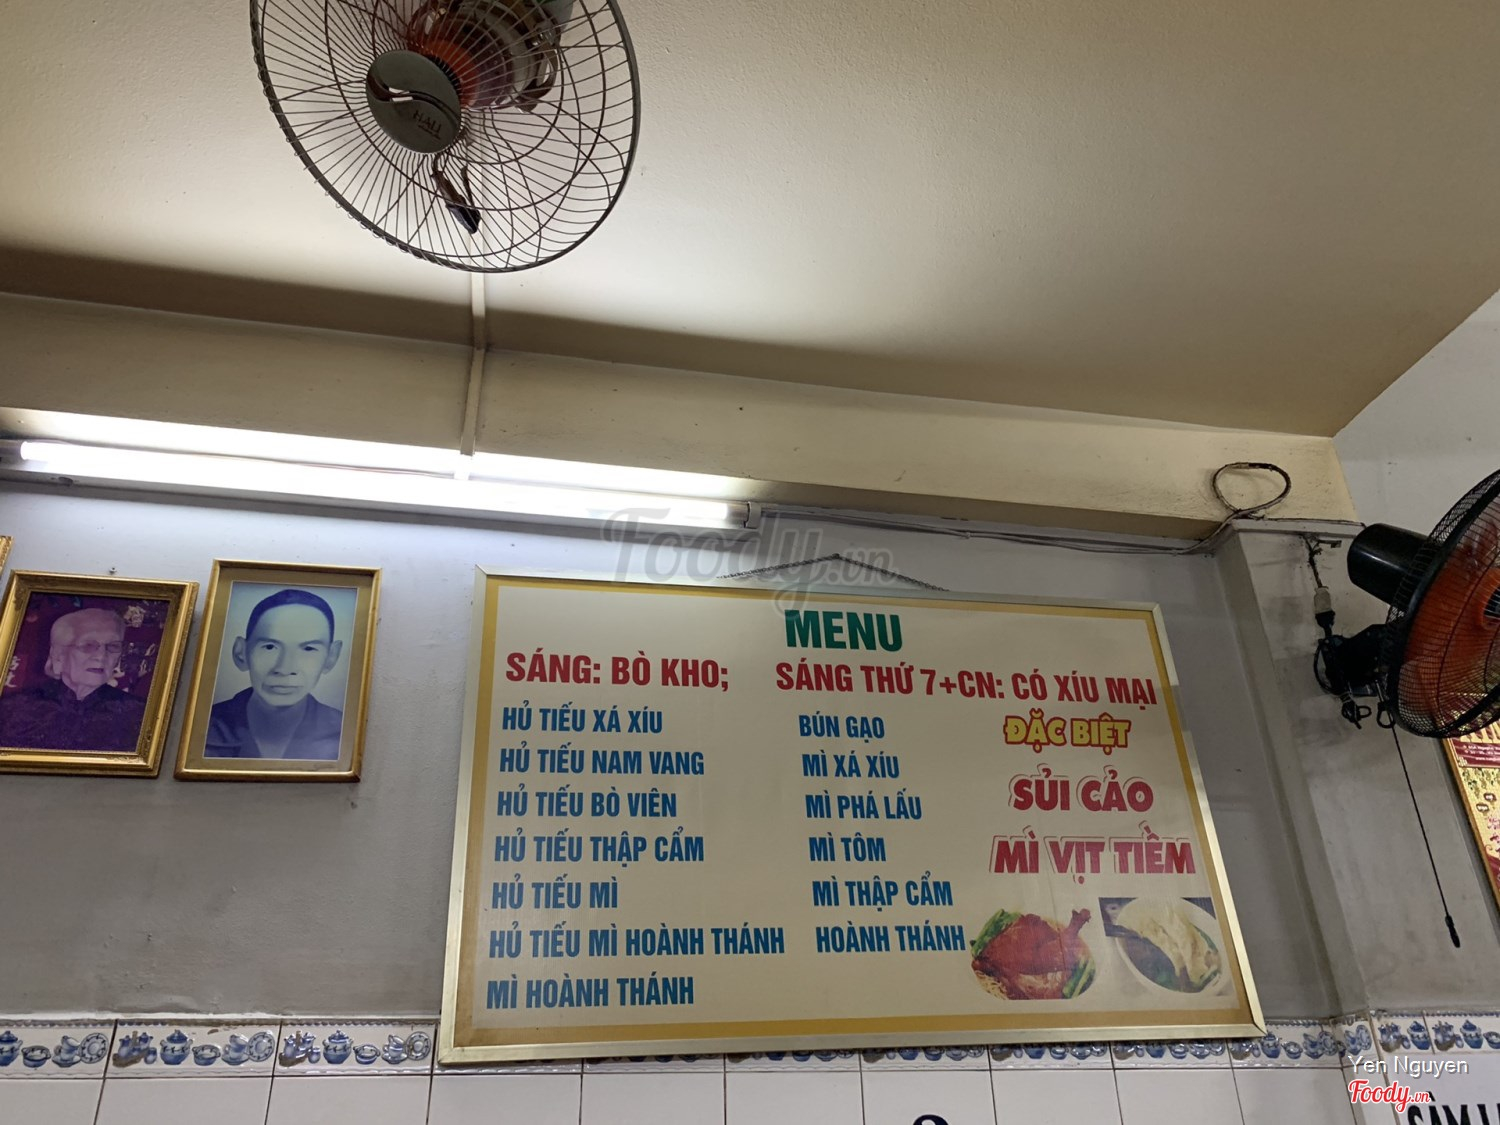 HALI
Foody.vn
MENU
SÁNG: BÒ KHO; SÁNG THỨ 7+CN: CÓ XÍU MẠI
HỦ TIẾU XÁ XÍU
HỦ TIẾU NAM VANG
HỦ TIẾU BÒ VIÊN
HỦ TIẾU THẬP CẨM
HỦ TIẾU MÌ
HỦ TIẾU MÌ HOÀNH THÁNH
MÌ HOÀNH THÁNH
BÚN GẠO
MÌ XÁ XÍU
MÌ PHÁ LẤU
MÌ TÔM
MÌ THẬP CẨM
HOÀNH THÁNH
ĐẶC BIỆT
SỦI CẢO
MÌ VỊT TIỀM
Yen Nguyen
Foody.vn